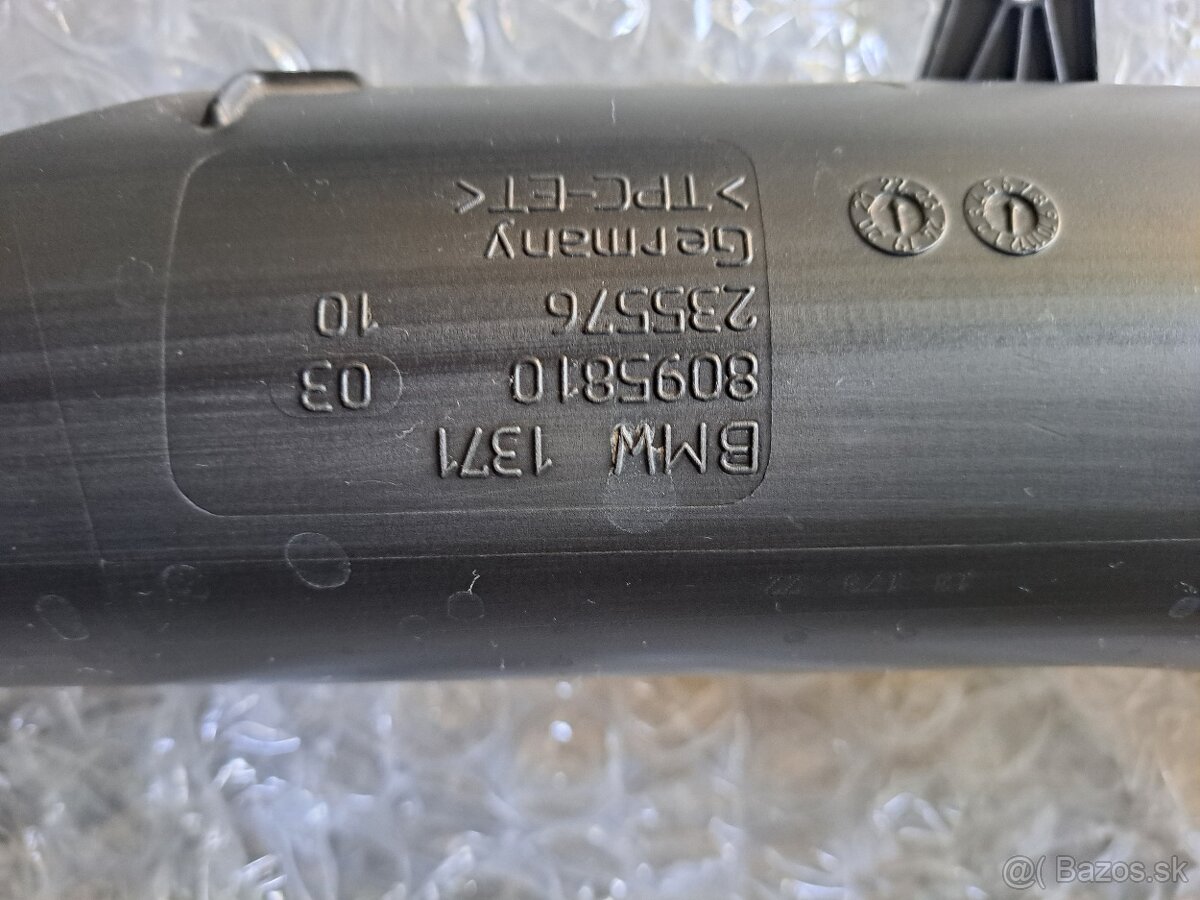 BMW 1371
8095810 03
235576 10
Germany
>TPC-ET<
@( Bazos.sk